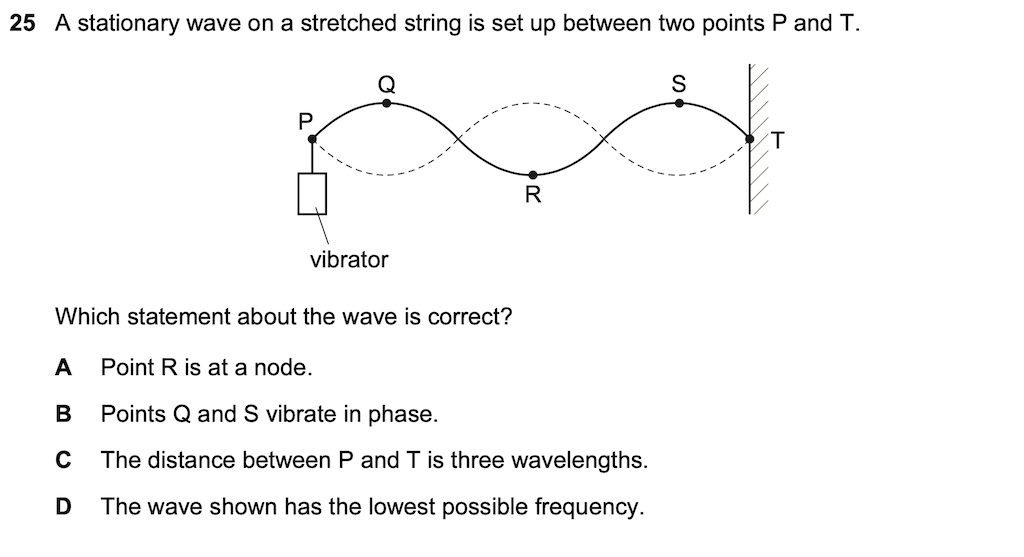 25 A stationary wave on a stretched string is set up between two points P and T.
Q
S
P
T
R
vibrator
Which statement about the wave is correct?
A Point R is at a node.
B Points Q and S vibrate in phase.
C The distance between P and T is three wavelengths.
D The wave shown has the lowest possible frequency.